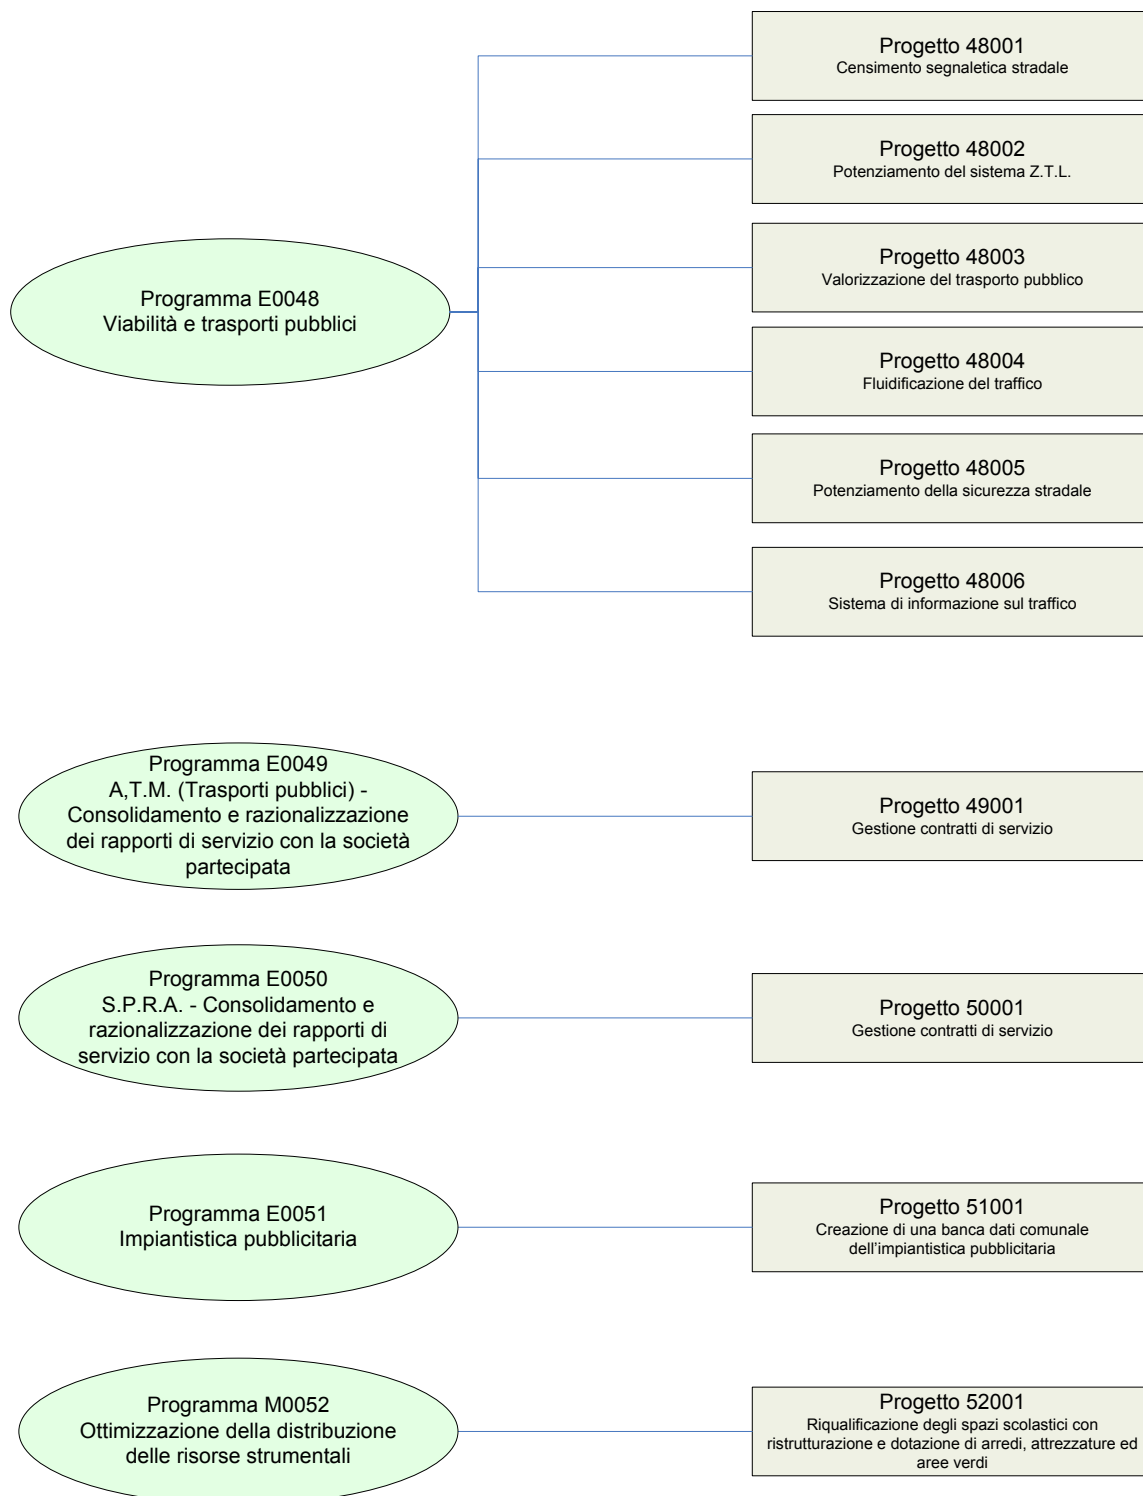 Progetto 48001
Censimento segnaletica stradale
Progetto 48002
Potenziamento del sistema Z.T.L.
Programma E0048
Viabilità e trasporti pubblici
Progetto 48003
Valorizzazione del trasporto pubblico
Progetto 48004
Fluidificazione del traffico
Progetto 48005
Potenziamento della sicurezza stradale
Progetto 48006
Sistema di informazione sul traffico
Programma E0049
A,T.M. (Trasporti pubblici) -
Consolidamento e razionalizzazione
dei rapporti di servizio con la società
partecipata
Progetto 49001
Gestione contratti di servizio
Programma E0050
S.P.R.A. - Consolidamento e
razionalizzazione dei rapporti di
servizio con la società partecipata
Progetto 50001
Gestione contratti di servizio
Programma E0051
Impiantistica pubblicitaria
Progetto 51001
Creazione di una banca dati comunale
dell’impiantistica pubblicitaria
Programma M0052
Ottimizzazione della distribuzione
delle risorse strumentali
Progetto 52001
Riqualificazione degli spazi scolastici con
ristrutturazione e dotazione di arredi, attrezzature ed
aree verdi